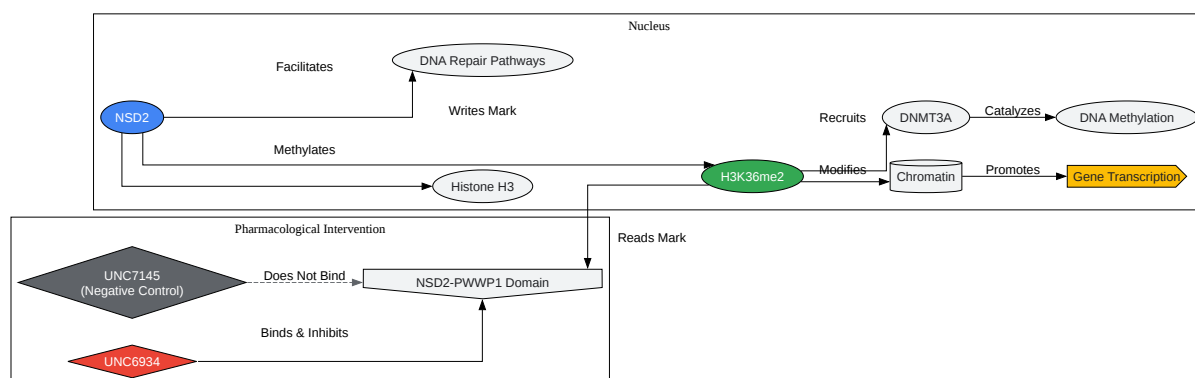 Nucleus
Facilitates
DNA Repair Pathways
NSD2
Writes Mark
Recruits
DNMT3A
Catalyzes
DNA Methylation
Methylates
Histone H3
H3K36me2
Modifies
Chromatin
Promotes
Gene Transcription
Pharmacological Intervention
Reads Mark
UNC7145
(Negative Control)
Does Not Bind
NSD2-PWWP1 Domain
Binds & Inhibits
UNC6934